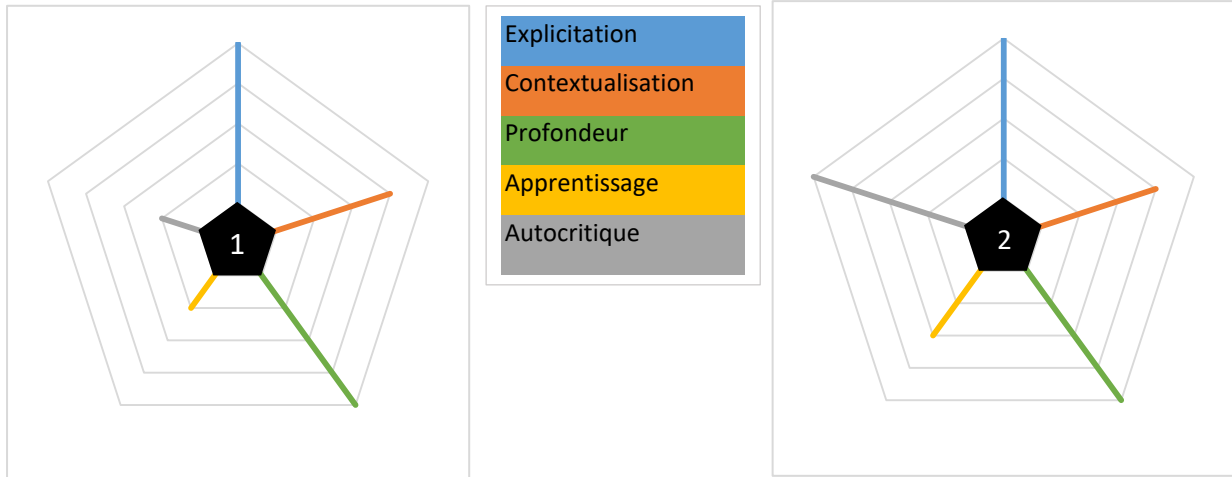 1
Explicitation
Contextualisation
Profondeur
Apprentissage
Autocritique
2